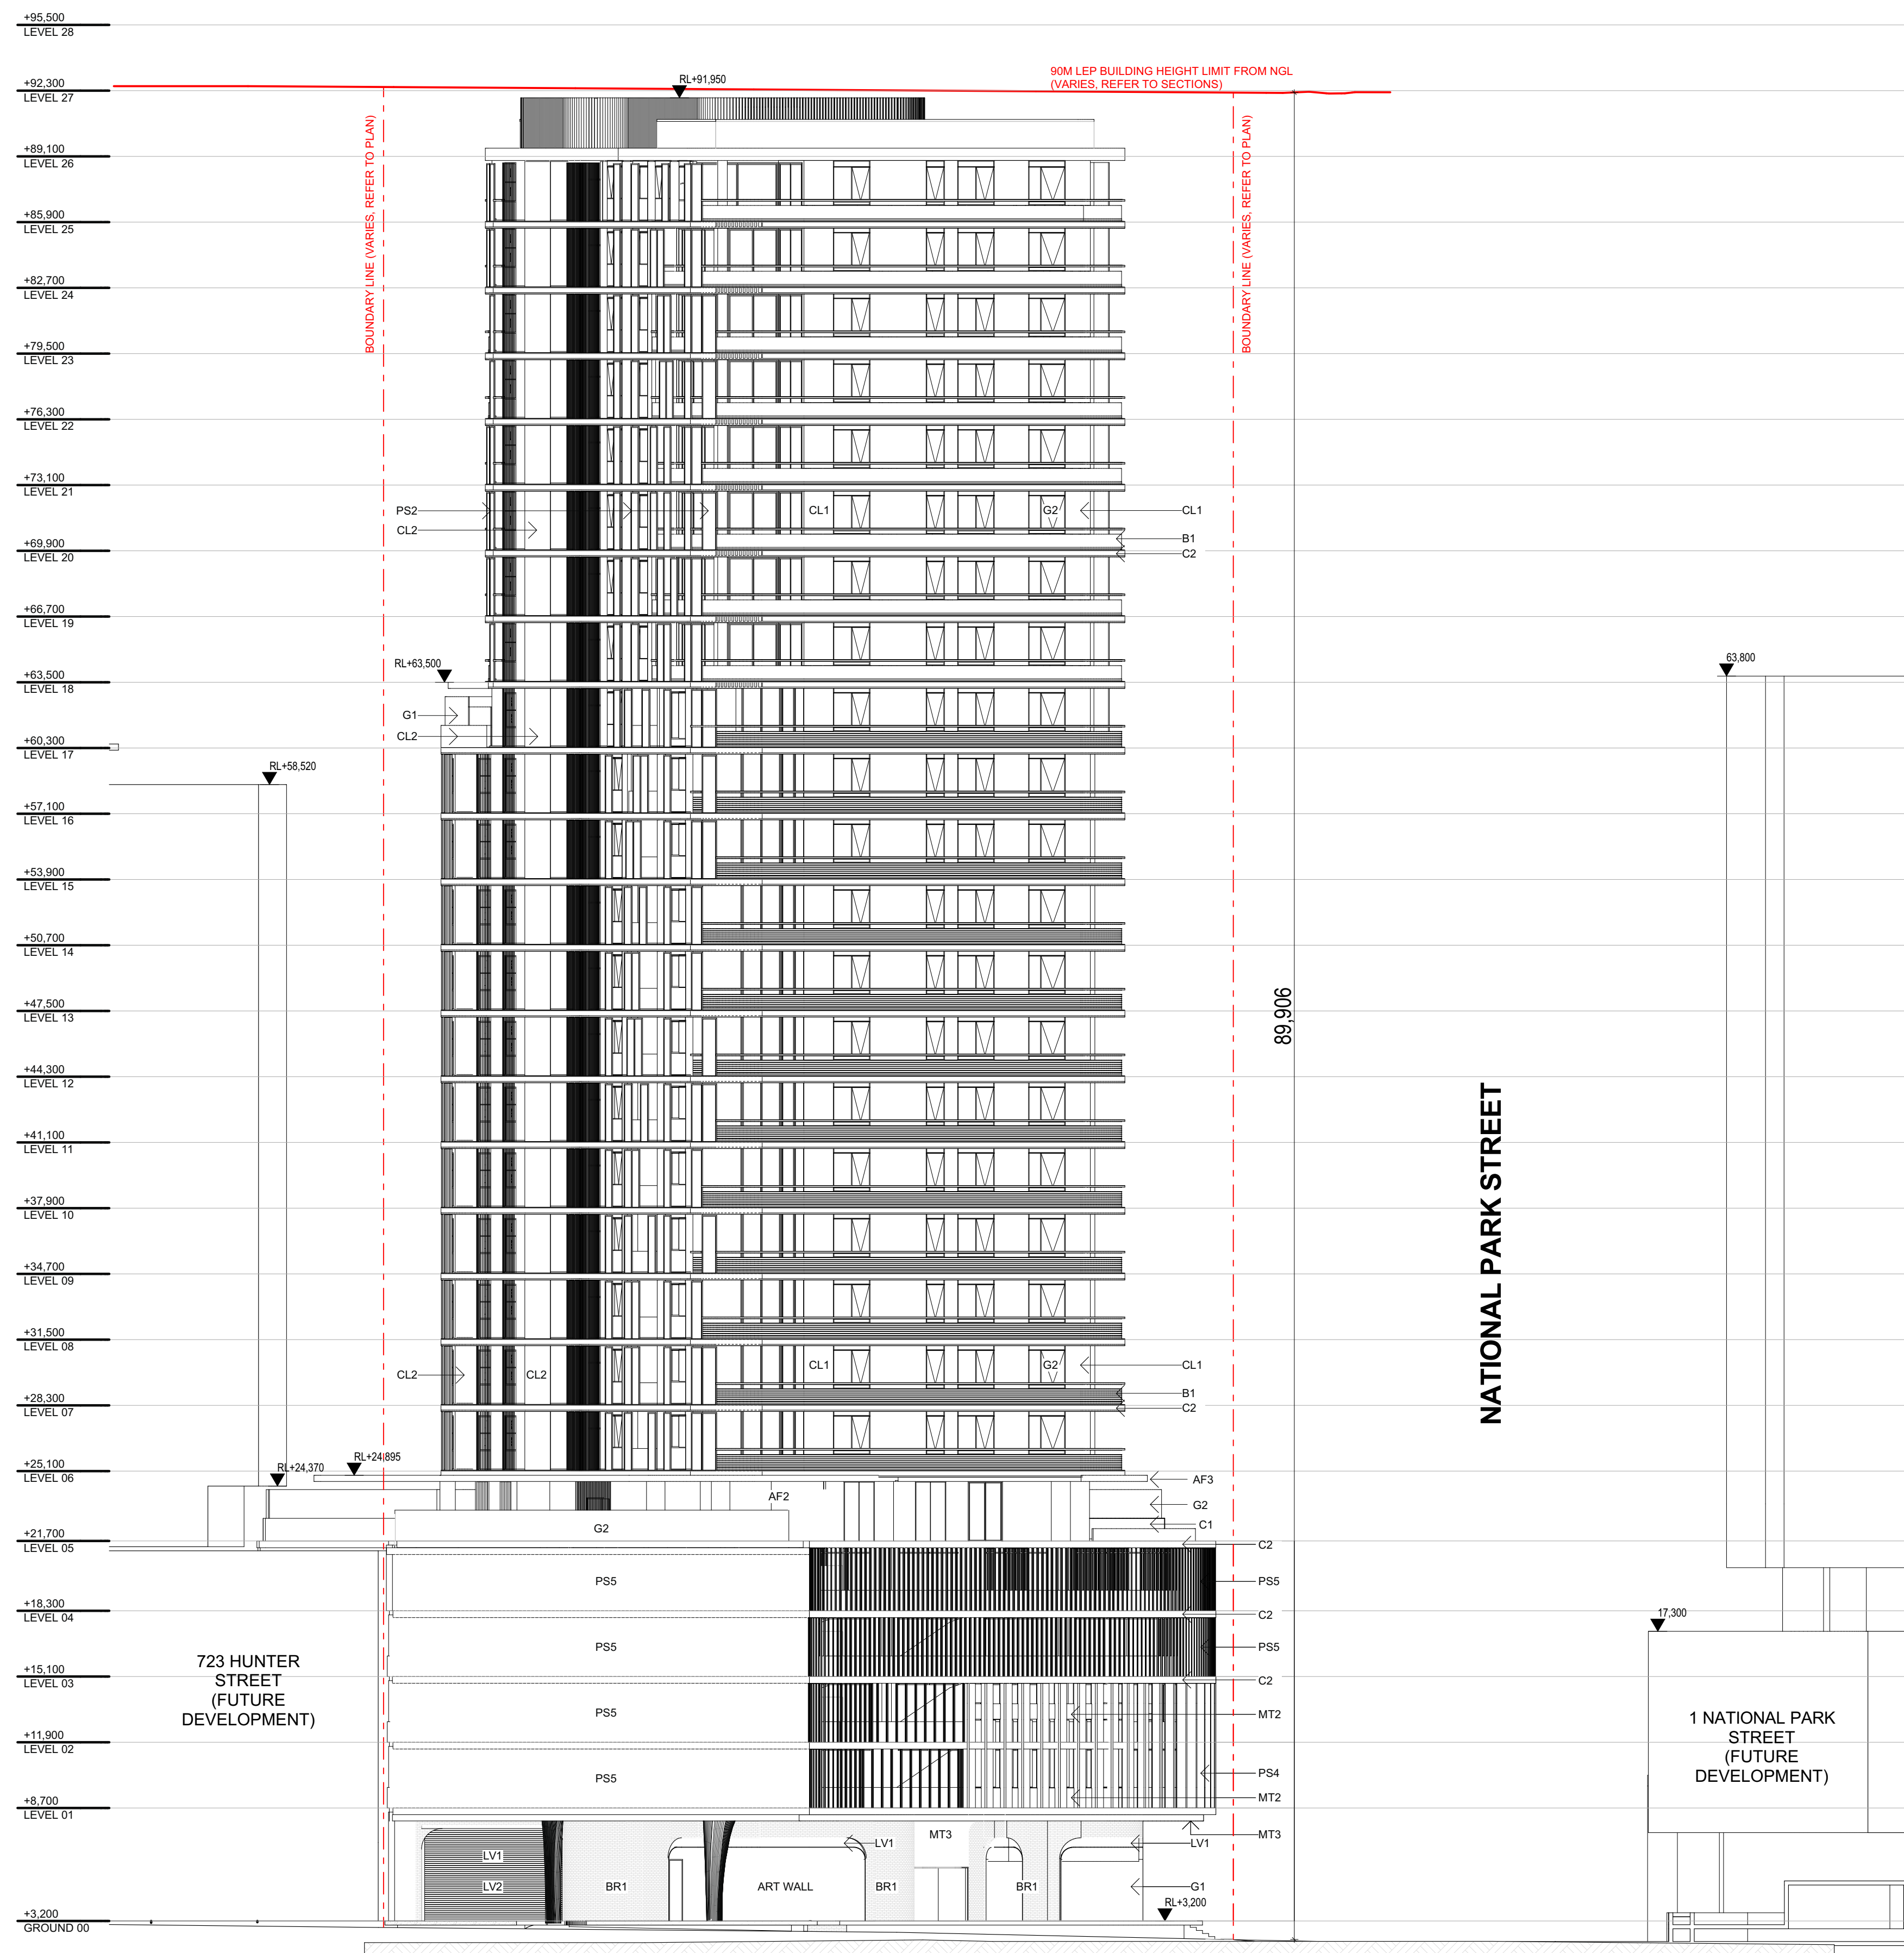 +95,500
LEVEL 28
+92,300
LEVEL 27
RL+91,950
90M LEP BUILDING HEIGHT LIMIT FROM NGL
(VARIES, REFER TO SECTIONS)
BOUNDARY LINE (VARIES, REFER TO PLAN)
BOUNDARY LINE (VARIES, REFER TO PLAN)
+89,100
LEVEL 26
+85,900
LEVEL 25
+82,700
LEVEL 24
+79,500
LEVEL 23
+76,300
LEVEL 22
+73,100
LEVEL 21
PS2
CL1
G2
CL1
CL2
B1
C2
+69,900
LEVEL 20
+66,700
LEVEL 19
RL+63,500
63,800
+63,500
LEVEL 18
G1
CL2
+60,300
LEVEL 17
RL+58,520
+57,100
LEVEL 16
+53,900
LEVEL 15
+50,700
LEVEL 14
89,906
+47,500
LEVEL 13
+44,300
LEVEL 12
NATIONAL PARK STREET
+41,100
LEVEL 11
+37,900
LEVEL 10
+34,700
LEVEL 09
+31,500
LEVEL 08
CL1
G2
CL1
CL2
CL2
B1
C2
+28,300
LEVEL 07
RL+24,895
RL+24,370
+25,100
LEVEL 06
AF3
AF2
G2
C1
G2
+21,700
LEVEL 05
C2
PS5
PS5
+18,300
LEVEL 04
C2
17,300
PS5
PS5
723 HUNTER
STREET
(FUTURE
DEVELOPMENT)
+15,100
LEVEL 03
C2
PS5
MT2
1 NATIONAL PARK
STREET
(FUTURE
DEVELOPMENT)
+11,900
LEVEL 02
PS5
PS4
MT2
+8,700
LEVEL 01
MT3
MT3
LV1
LV1
LV1
LV2
BR1
ART WALL
BR1
BR1
G1
RL+3,200
+3,200
GROUND 00